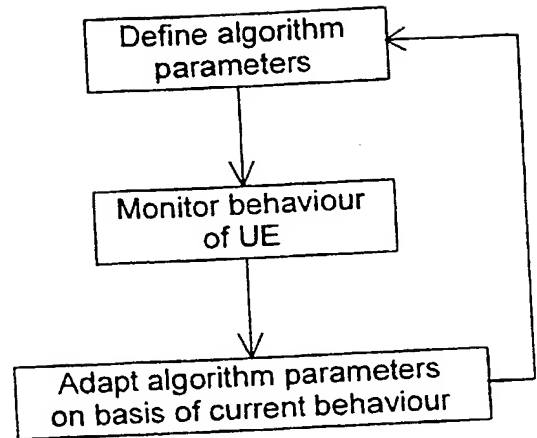 Define algorithm
parameters
Monitor behaviour
of UE
Adapt algorithm parameters
on basis of current behaviour